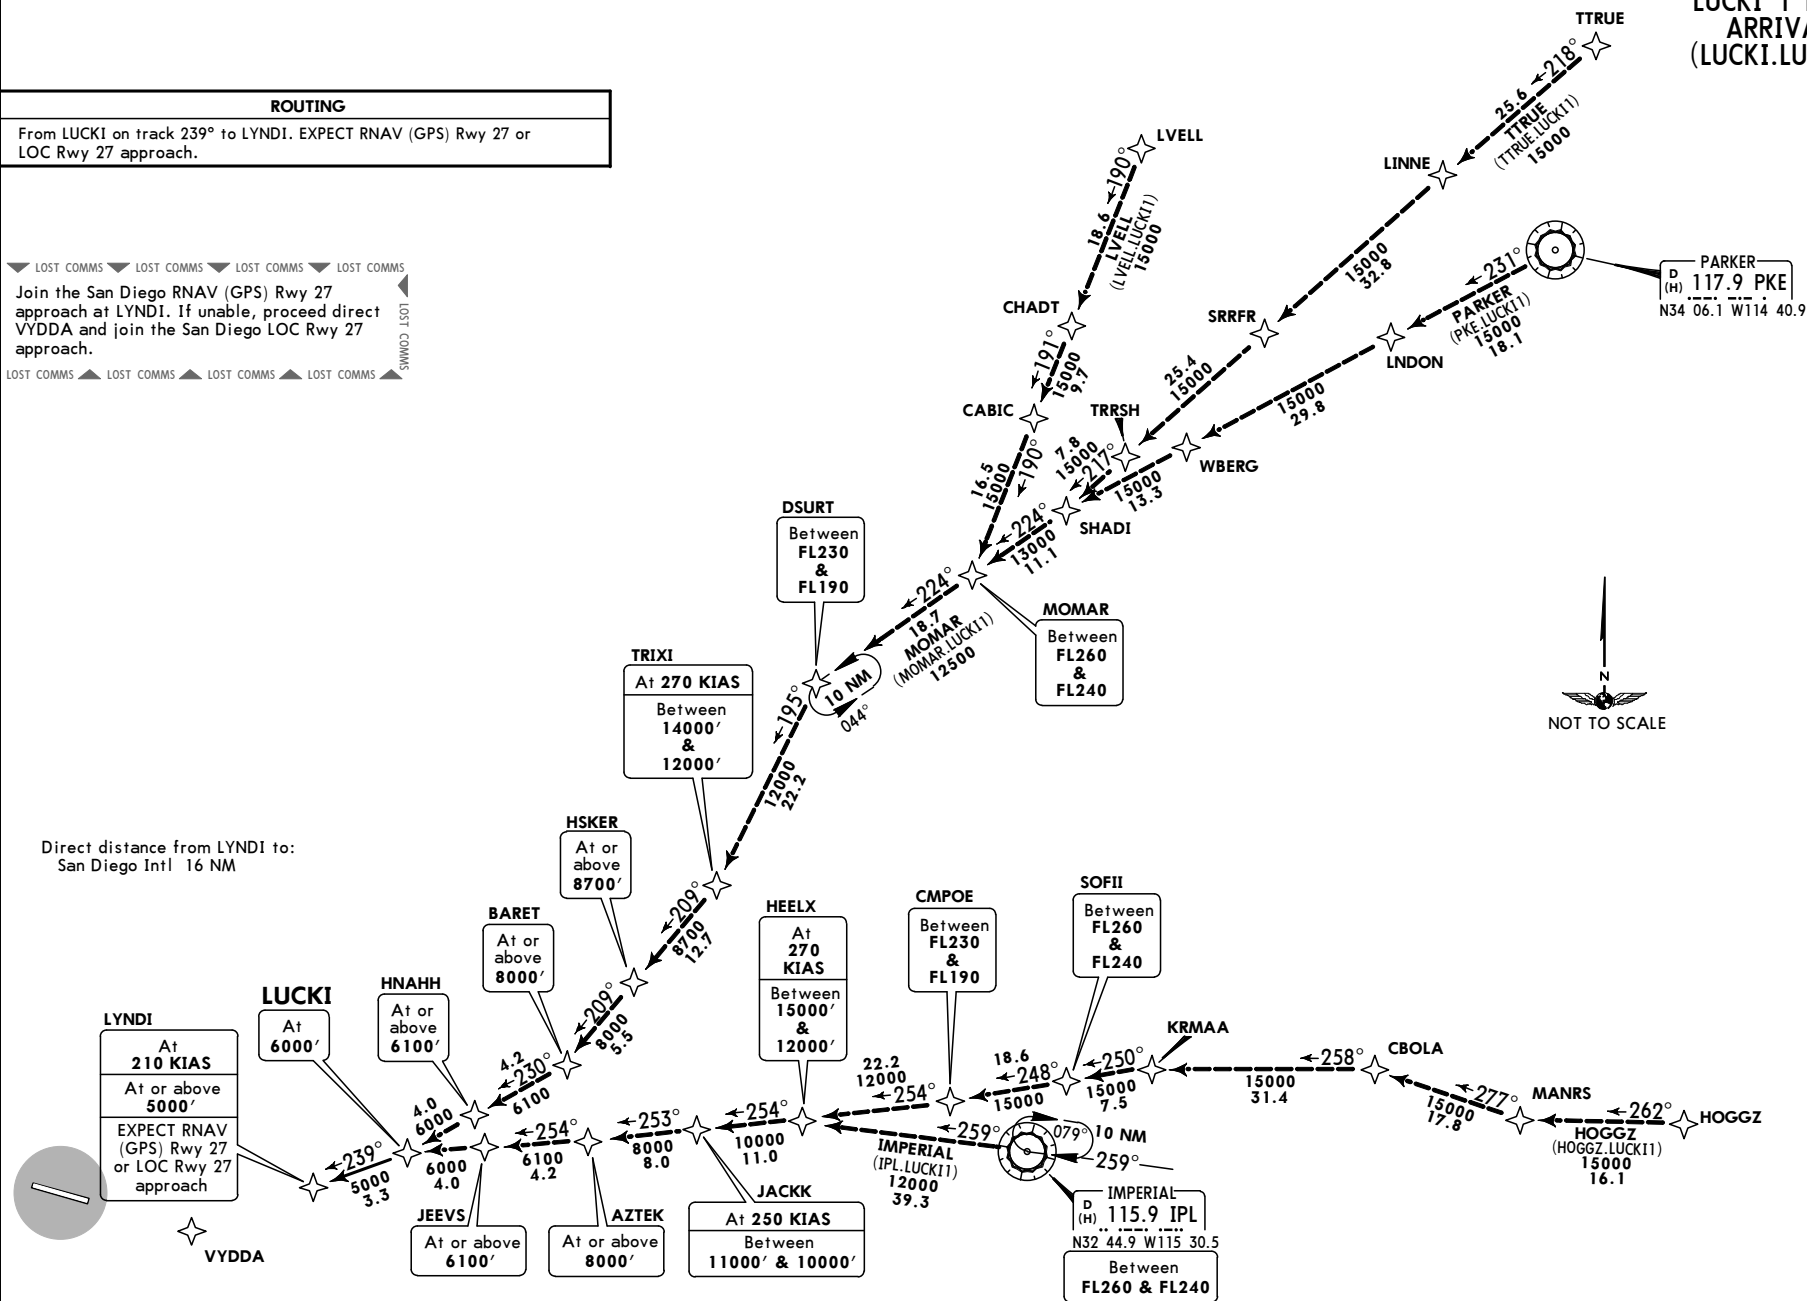 LUCKI 1
ARRIVA
(LUCKI.LU
ROUTING
From LUCKI on track 239° to LYNDI. EXPECT RNAV (GPS) Rwy 27 or
LOC Rwy 27 approach.
LOST COMMS LOST COMMS LOST COMMS LOST COMMS
LOST COMMS
Join the San Diego RNAV (GPS) Rwy 27
approach at LYNDI. If unable, proceed direct
VYDDA and join the San Diego LOC Rwy 27
approach.
LOST COMMS LOST COMMS LOST COMMS LOST COMMS
TTRUE
218°
25.6
TTRUE
(TTRUE.LUCKI1)
15000
LINNE
15000
32.8
SRRFR
25.4
15000
TRRSH
7.8
15000
217°
LVELL
190°
18.6
LVELL
(LVELL.LUCKI1)
15000
CHADT
191°
15000
9.7
CABIC
190°
16.5
15000
PARKER
D
(H)
117.9 PKE
N34 06.1 W114 40.9
231°
PARKER
(PKE.LUCKI1)
15000
18.1
LNDON
15000
29.8
WBERG
15000
13.3
SHADI
224°
13000
11.1
MOMAR
Between
FL260
&
FL240
224°
18.7
MOMAR
(MOMAR.LUCKI1)
12500
DSURT
Between
FL230
&
FL190
10 NM
044°
195°
12000
22.2
TRIXI
At 270 KIAS
Between
14000'
&
12000'
209°
8700
12.7
HSKER
At or
above
8700'
209°
8000
5.5
BARET
At or
above
8000'
4.2
230°
6100
HNAHH
At or
above
6100'
4.0
6000
LUCKI
At
6000'
239°
5000
3.3
LYNDI
At
210 KIAS
At or above
5000'
EXPECT RNAV
(GPS) Rwy 27
or LOC Rwy 27
approach
VYDDA
Direct distance from LYNDI to:
San Diego Intl 16 NM
N
NOT TO SCALE
HOGGZ
262°
HOGGZ
(HOGGZ.LUCKI1)
15000
16.1
MANRS
277°
15000
17.8
CBOLA
258°
15000
31.4
KRMAA
250°
15000
7.5
SOFII
Between
FL260
&
FL240
18.6
248°
15000
CMPOE
Between
FL230
&
FL190
22.2
12000
254°
HEELX
At
270
KIAS
Between
15000'
&
12000'
254°
10000
11.0
JACKK
At 250 KIAS
Between
11000' & 10000'
253°
8000
8.0
AZTEK
At or above
8000'
254°
6100
4.2
JEEVS
At or above
6100'
6000
4.0
259°
IMPERIAL
(IPL.LUCKI1)
12000
39.3
079°
10 NM
259°
IMPERIAL
D
(H)
115.9 IPL
N32 44.9 W115 30.5
Between
FL260 & FL240